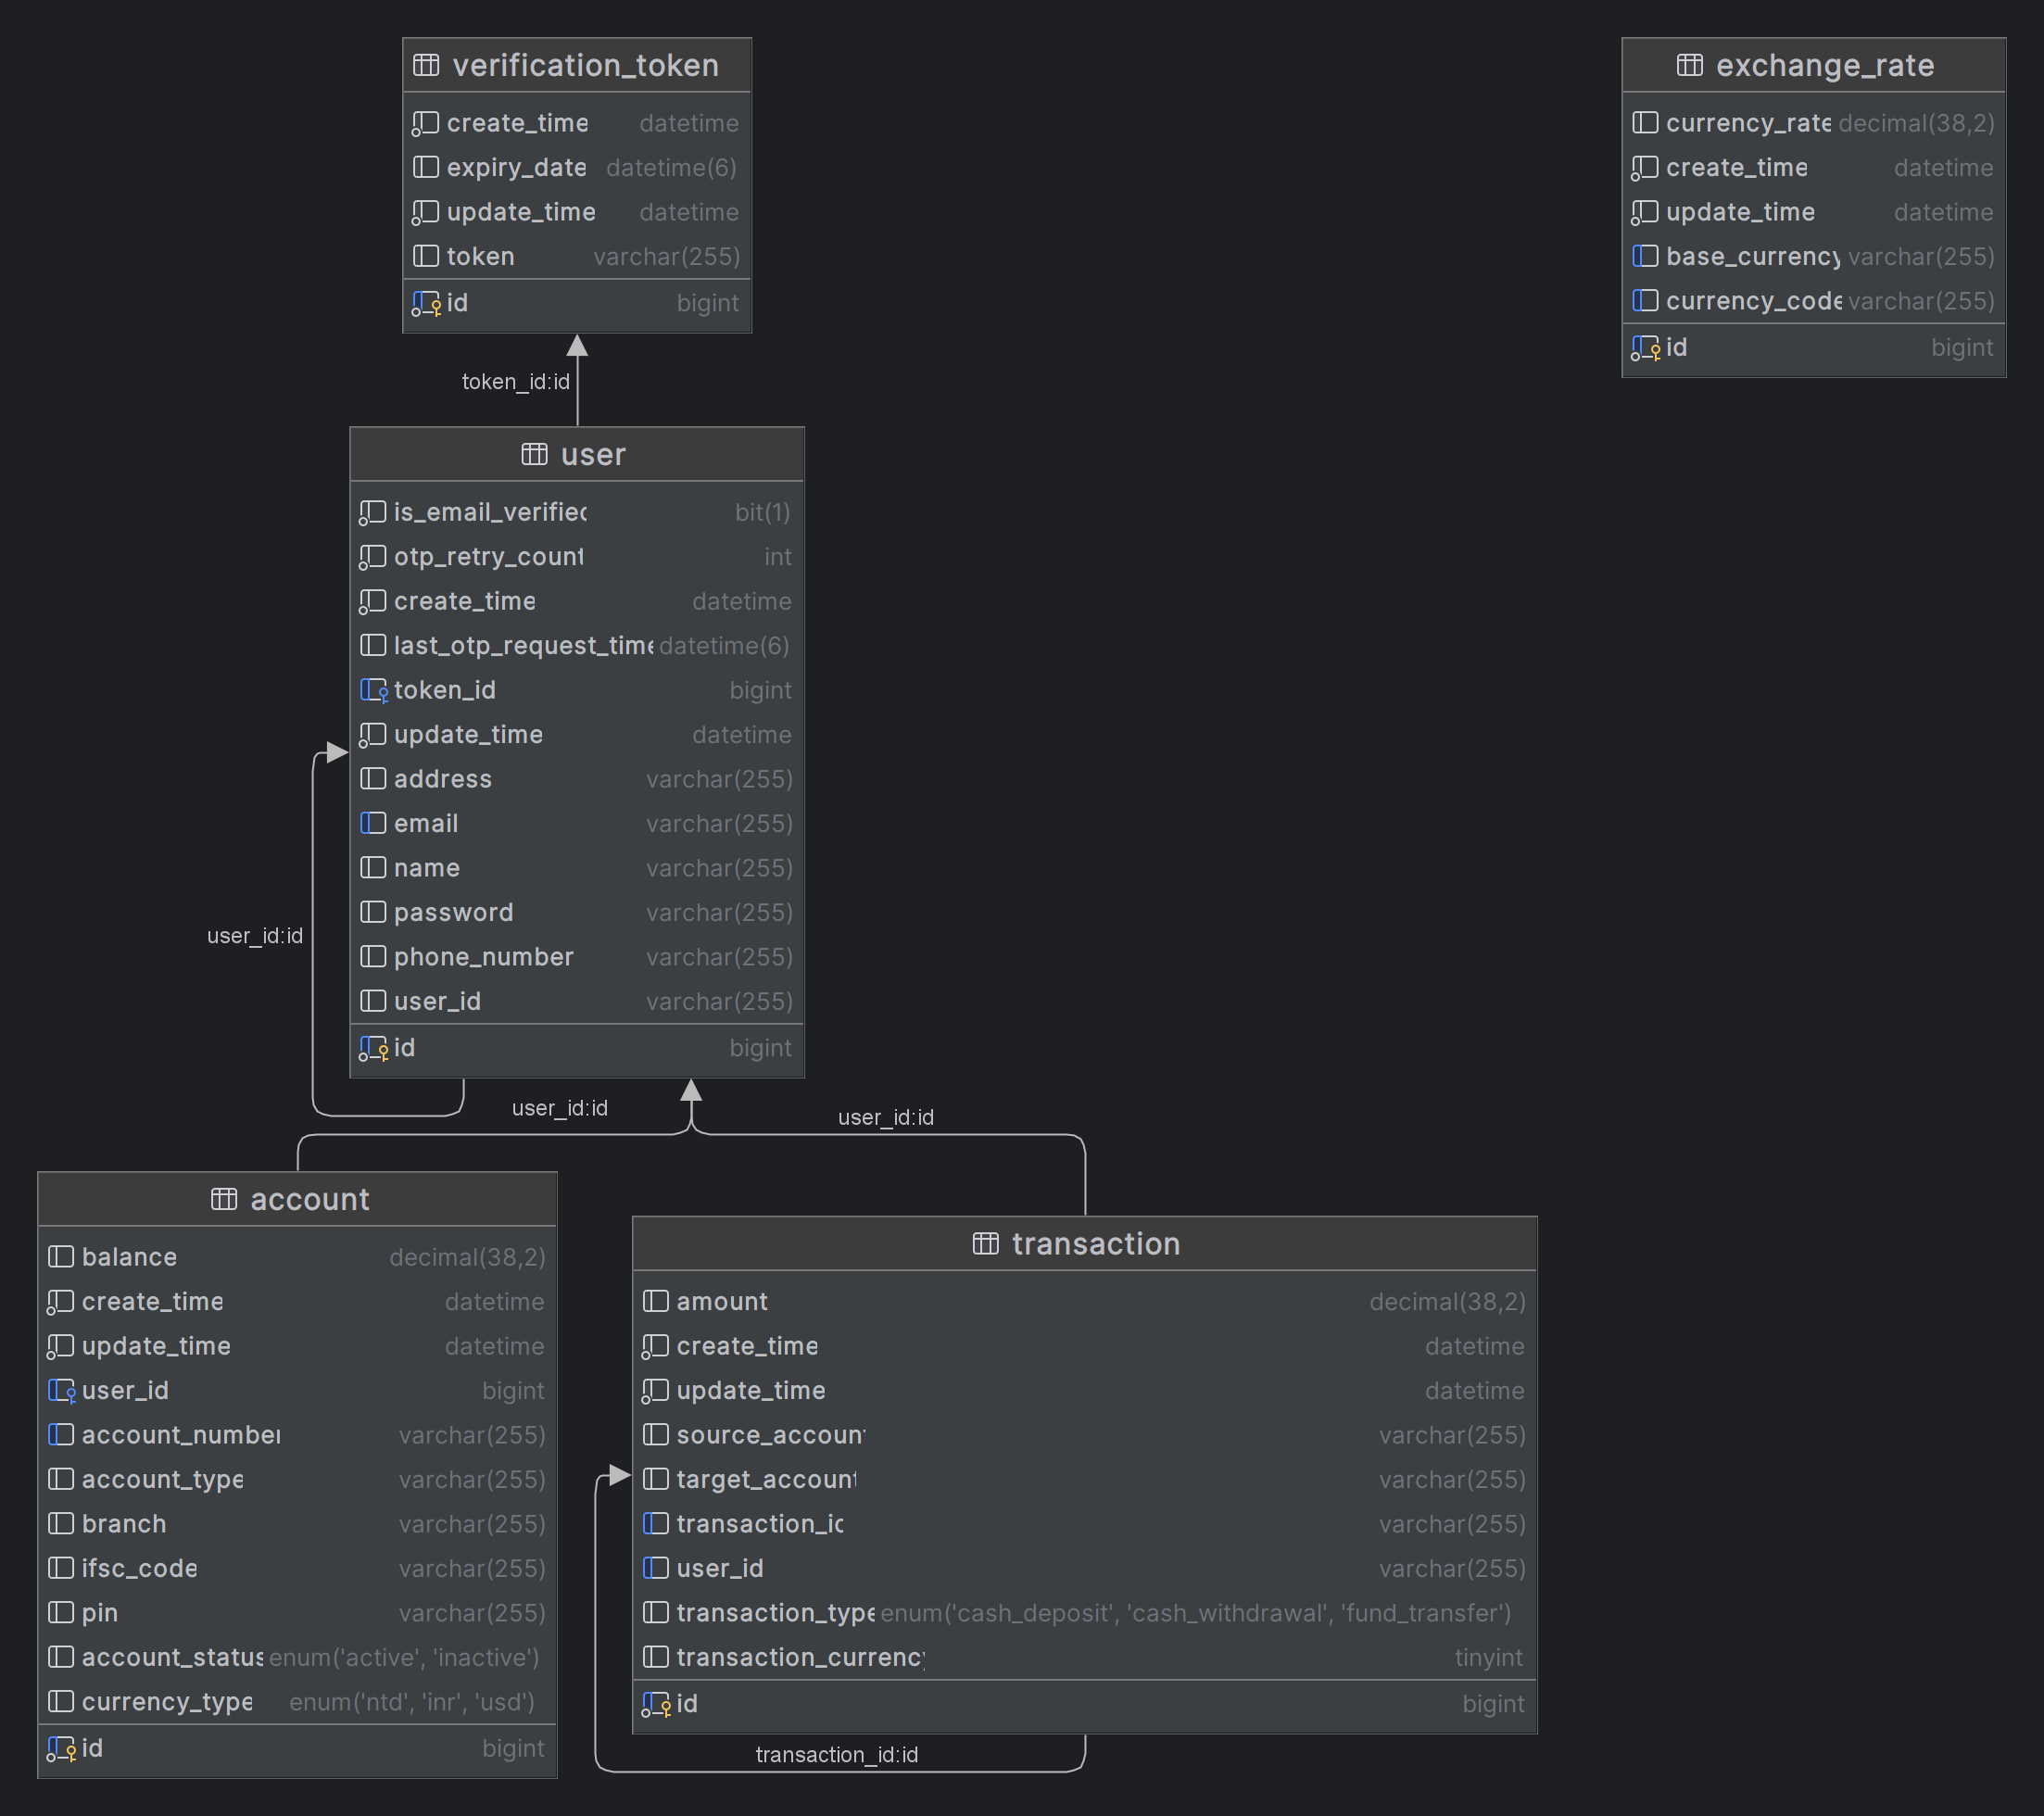 verification_token
create_time datetime
expiry_date datetime(6)
update_time datetime
token varchar(255)
id bigint
exchange_rate
currency_rate decimal(38,2)
create_time datetime
update_time datetime
base_currency varchar(255)
currency_code varchar(255)
id bigint
token_id:id
user
is_email_verified bit(1)
otp_retry_count int
create_time datetime
last_otp_request_time datetime(6)
token_id bigint
update_time datetime
address varchar(255)
email varchar(255)
name varchar(255)
password varchar(255)
phone_number varchar(255)
user_id varchar(255)
id bigint
user_id:id
user_id:id
user_id:id
account
balance decimal(38,2)
create_time datetime
update_time datetime
user_id bigint
account_number varchar(255)
account_type varchar(255)
branch varchar(255)
ifsc_code varchar(255)
pin varchar(255)
account_status enum('active', 'inactive')
currency_type enum('ntd', 'inr', 'usd')
id bigint
transaction
amount decimal(38,2)
create_time datetime
update_time datetime
source_account varchar(255)
target_account varchar(255)
transaction_id varchar(255)
user_id varchar(255)
transaction_type enum('cash_deposit', 'cash_withdrawal', 'fund_transfer')
transaction_currency tinyint
id bigint
transaction_id:id